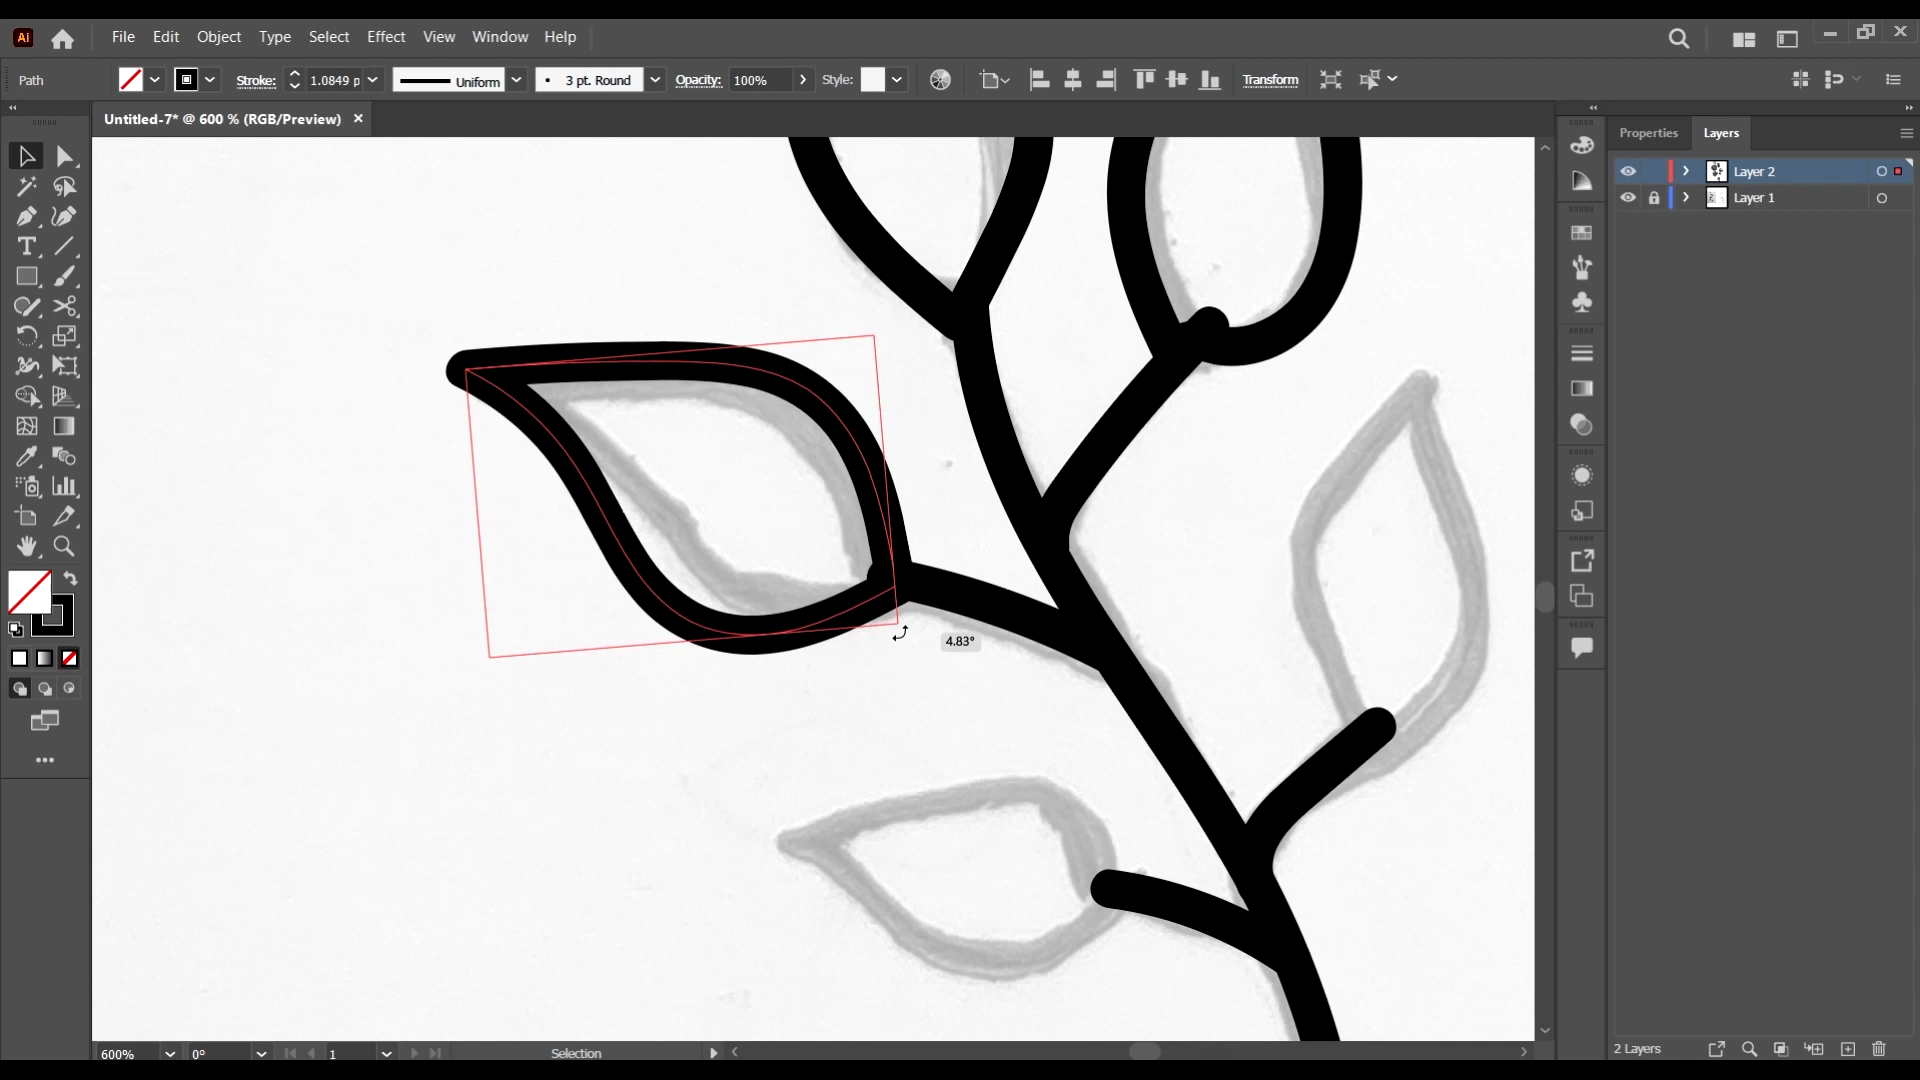 Ai File Edit Object Type Select Effect View Window Help
Path Stroke: 1.0849 p Uniform 3 pt. Round Opacity: 100% Style: Transform
Untitled-7* @ 600 % (RGB/Preview)
Properties Layers
Layer 2
Layer 1
4.83°
600% 0° 1 Selection
2 Layers